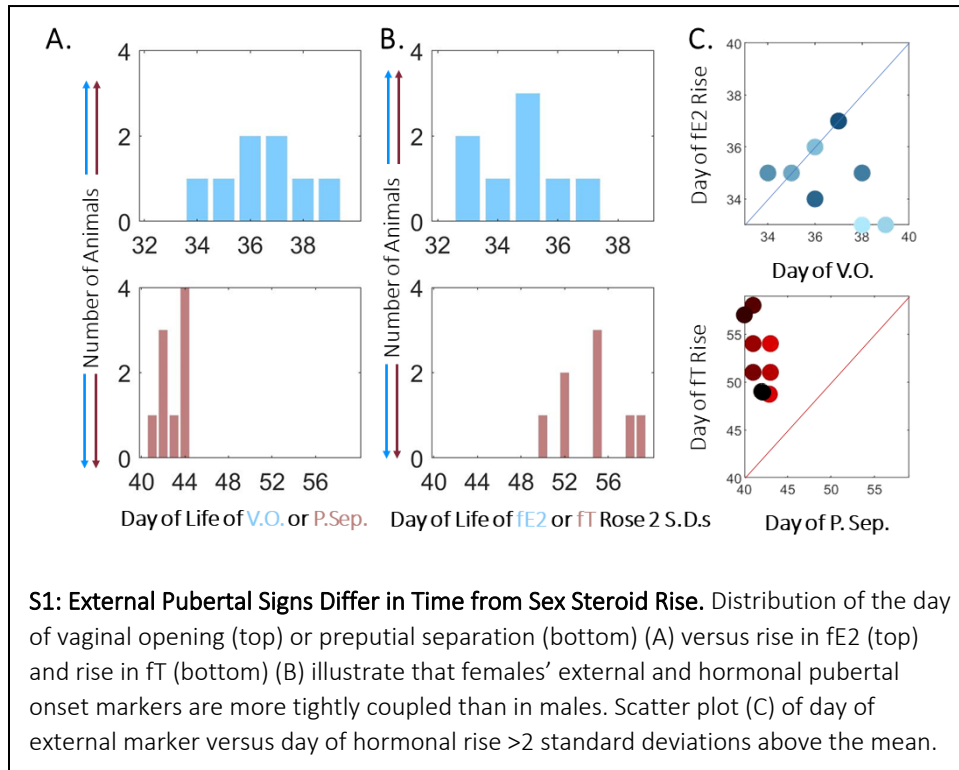 A.
B.
C.
4
2
0
32 34 36 38
4
2
0
32 34 36 38
40
38
36
34
34 36 38 40
Day of fE2 Rise
Day of V.O.
Number of Animals
Number of Animals
4
2
0
40 44 48 52 56
4
2
0
40 44 48 52 56
55
50
45
40
40 45 50 55
Day of fT Rise
Day of P. Sep.
Day of Life of V.O. or P.Sep.
Day of Life of fE2 or fT Rose 2 S.D.s
S1: External Pubertal Signs Differ in Time from Sex Steroid Rise. Distribution of the day
of vaginal opening (top) or preputial separation (bottom) (A) versus rise in fE2 (top)
and rise in fT (bottom) (B) illustrate that females’ external and hormonal pubertal
onset markers are more tightly coupled than in males. Scatter plot (C) of day of
external marker versus day of hormonal rise >2 standard deviations above the mean.